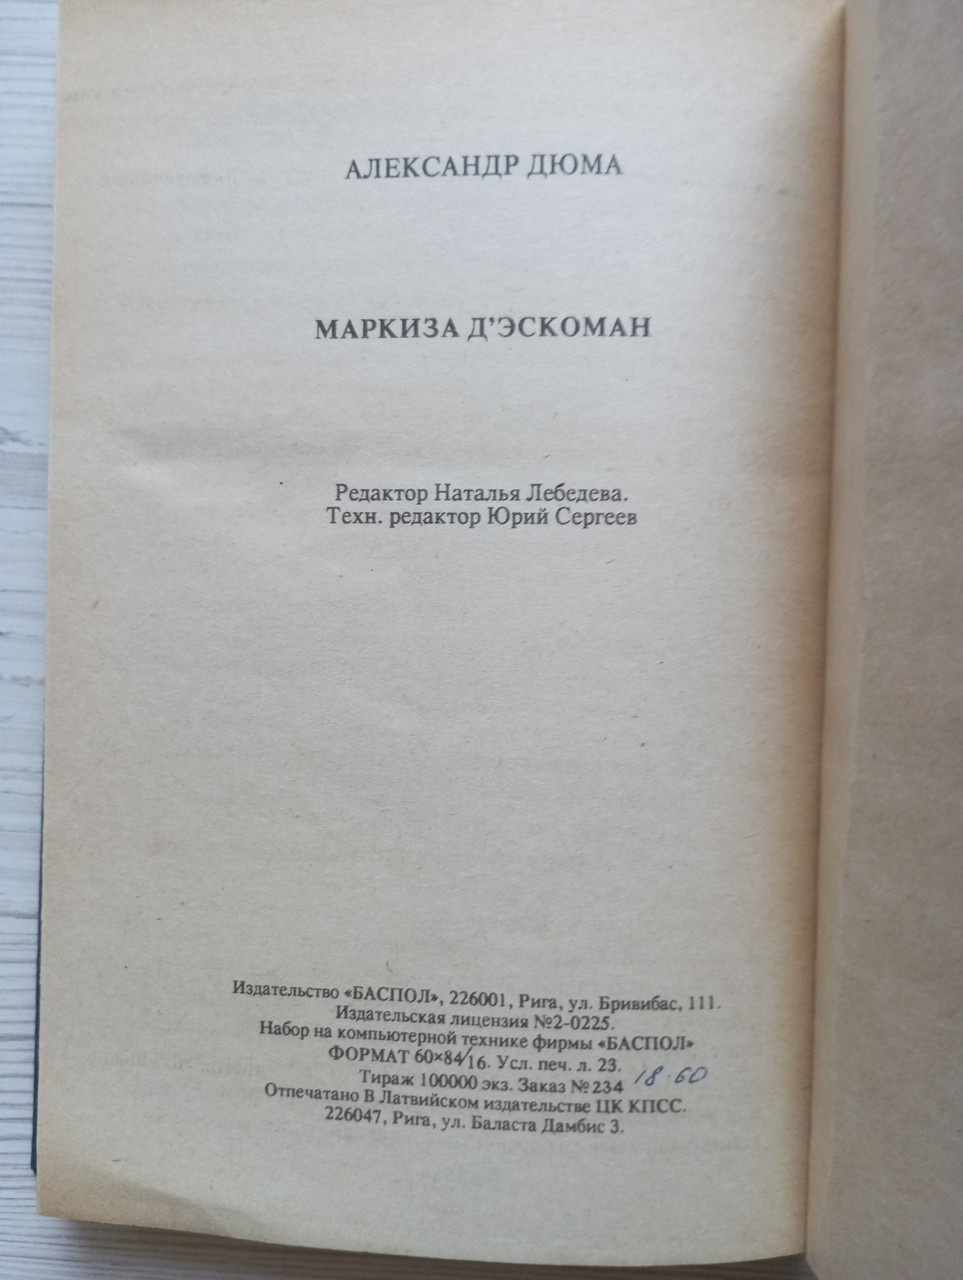 АЛЕКСАНДР ДЮМА
МАРКИЗА Д’ЭСКОМАН
Редактор Наталья Лебедева.
Техн. редактор Юрий Сергеев
Издательство «БАСПОЛ», 226001, Рига, ул. Бривибас, 111.
Издательская лицензия №2-0225.
Набор на компьютерной технике фирмы «БАСПОЛ»
ФОРМАТ 60×84/16. Усл. печ. л. 23.
Тираж 100000 экз. Заказ №234 18-60
Отпечатано В Латвийском издательстве ЦК КПСС.
226047, Рига, ул. Баласта Дамбис 3.